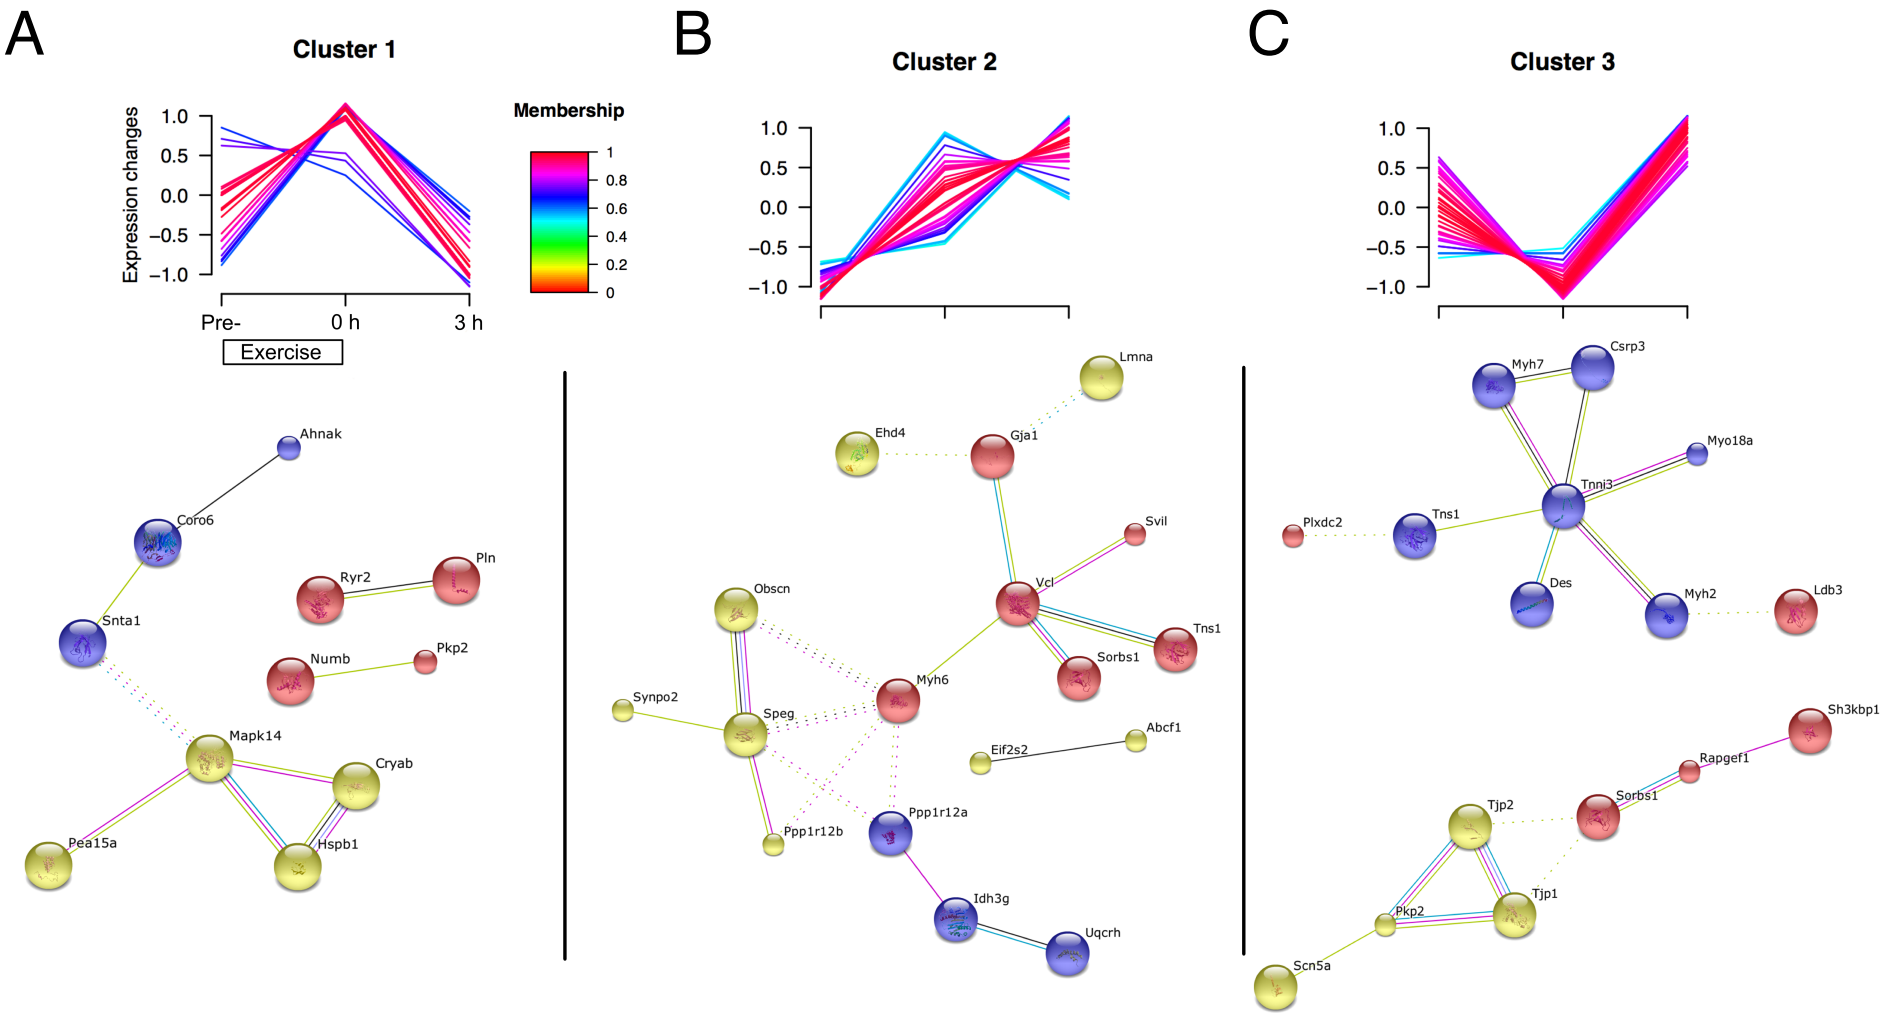 A
Cluster 1
Expression changes
1.0
0.5
0.0
−0.5
−1.0
Pre-
0 h
3 h
Exercise
Membership
1
0.8
0.6
0.4
0.2
0
Ahnak
Coro6
Snta1
Ryr2
Pln
Numb
Pkp2
Mapk14
Cryab
Pea15a
Hspb1
B
Cluster 2
1.0
0.5
0.0
−0.5
−1.0
Lmna
Ehd4
Gja1
Svil
Vcl
Obscn
Tns1
Sorbs1
Myh6
Synpo2
Speg
Abcf1
Eif2s2
Ppp1r12a
Ppp1r12b
Idh3g
Uqcrh
C
Cluster 3
1.0
0.5
0.0
−0.5
−1.0
Csrp3
Myh7
Myo18a
Tnni3
Tns1
Plxdc2
Des
Myh2
Ldb3
Sh3kbp1
Rapgef1
Sorbs1
Tjp2
Tjp1
Pkp2
Scn5a